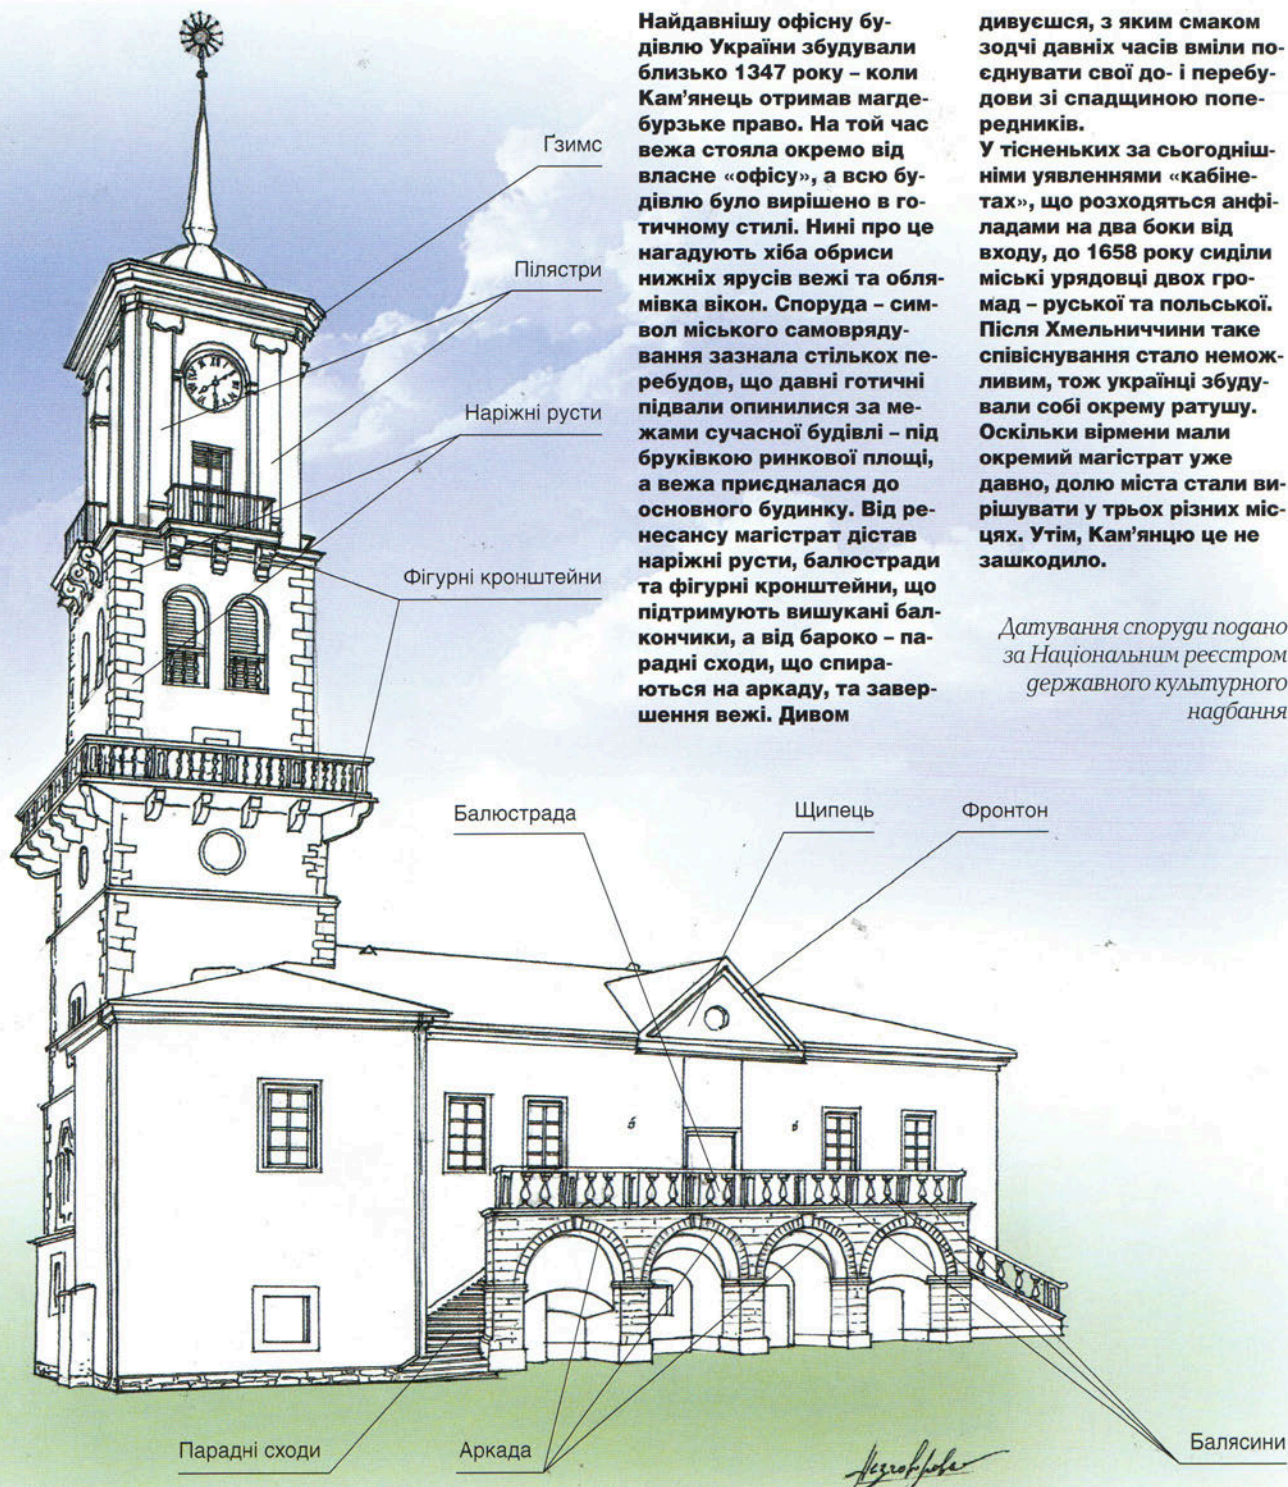 Найдавнішу офісну бу-
дівлю України збудували
близько 1347 року – коли
Кам’янець отримав магде-
бурзьке право. На той час
вежа стояла окремо від
власне «офісу», а всю бу-
дівлю було вирішено в го-
тичному стилі. Нині про це
нагадують хіба обриси
нижніх ярусів вежі та обля-
мівка вікон. Споруда – сим-
вол міського самовряду-
вання зазнала стількох пе-
ребудов, що давні готичні
підвали опинилися за ме-
жами сучасної будівлі – під
бруківкою ринкової площі,
а вежа приєдналася до
основного будинку. Від ре-
несансу магістрат дістав
наріжні русти, балюстради
та фігурні кронштейни, що
підтримують вишукані бал-
кончики, а від бароко – па-
радні сходи, що спира-
ються на аркаду, та завер-
шення вежі. Дивом
дивуєшся, з яким смаком
зодчі давніх часів вміли по-
єднувати свої до- і перебу-
дови зі спадщиною попе-
редників.
У тісненьких за сьогодніш-
німи уявленнями «кабіне-
тах», що розходяться анфі-
ладами на два боки від
входу, до 1658 року сиділи
міські урядовці двох гро-
мад – руської та польської.
Після Хмельниччини таке
співіснування стало немож-
ливим, тож українці збуду-
вали собі окрему ратушу.
Оскільки вірмени мали
окремий магістрат уже
давно, долю міста стали ви-
рішувати у трьох різних міс-
цях. Утім, Кам’янцю це не
зашкодило.
Датування споруди подано
за Національним реєстром
державного культурного
надбання
Ґзимс
Пілястри
Наріжні русти
Фігурні кронштейни
Балюстрада
Щипець
Фронтон
Парадні сходи
Аркада
Балясини